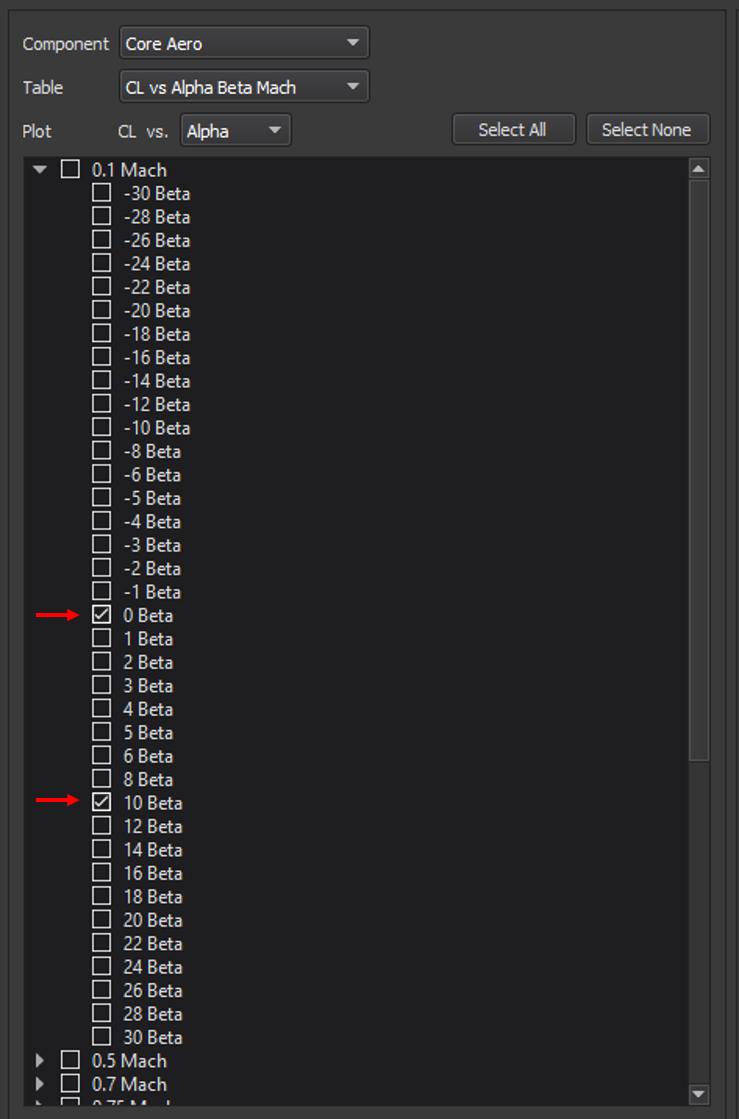 Component Core Aero
Table CL vs Alpha Beta Mach
Plot CL vs. Alpha Select All Select None
0.1 Mach
-30 Beta
-28 Beta
-26 Beta
-24 Beta
-22 Beta
-20 Beta
-18 Beta
-16 Beta
-14 Beta
-12 Beta
-10 Beta
-8 Beta
-6 Beta
-5 Beta
-4 Beta
-3 Beta
-2 Beta
-1 Beta
0 Beta
1 Beta
2 Beta
3 Beta
4 Beta
5 Beta
6 Beta
8 Beta
10 Beta
12 Beta
14 Beta
16 Beta
18 Beta
20 Beta
22 Beta
24 Beta
26 Beta
28 Beta
30 Beta
0.5 Mach
0.7 Mach
0.75 Mach